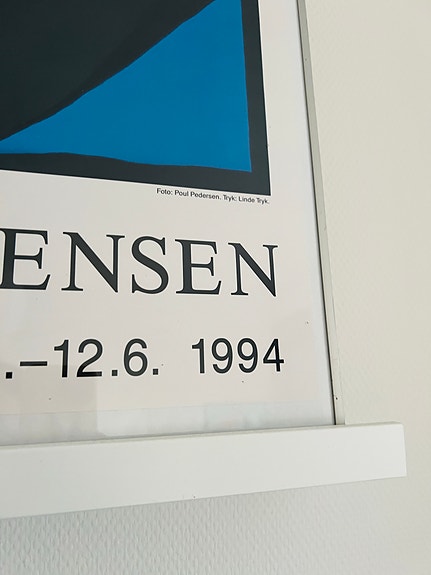 Foto: Poul Pedersen. Tryk: Linde Tryk.
ENSEN
.–12.6. 1994